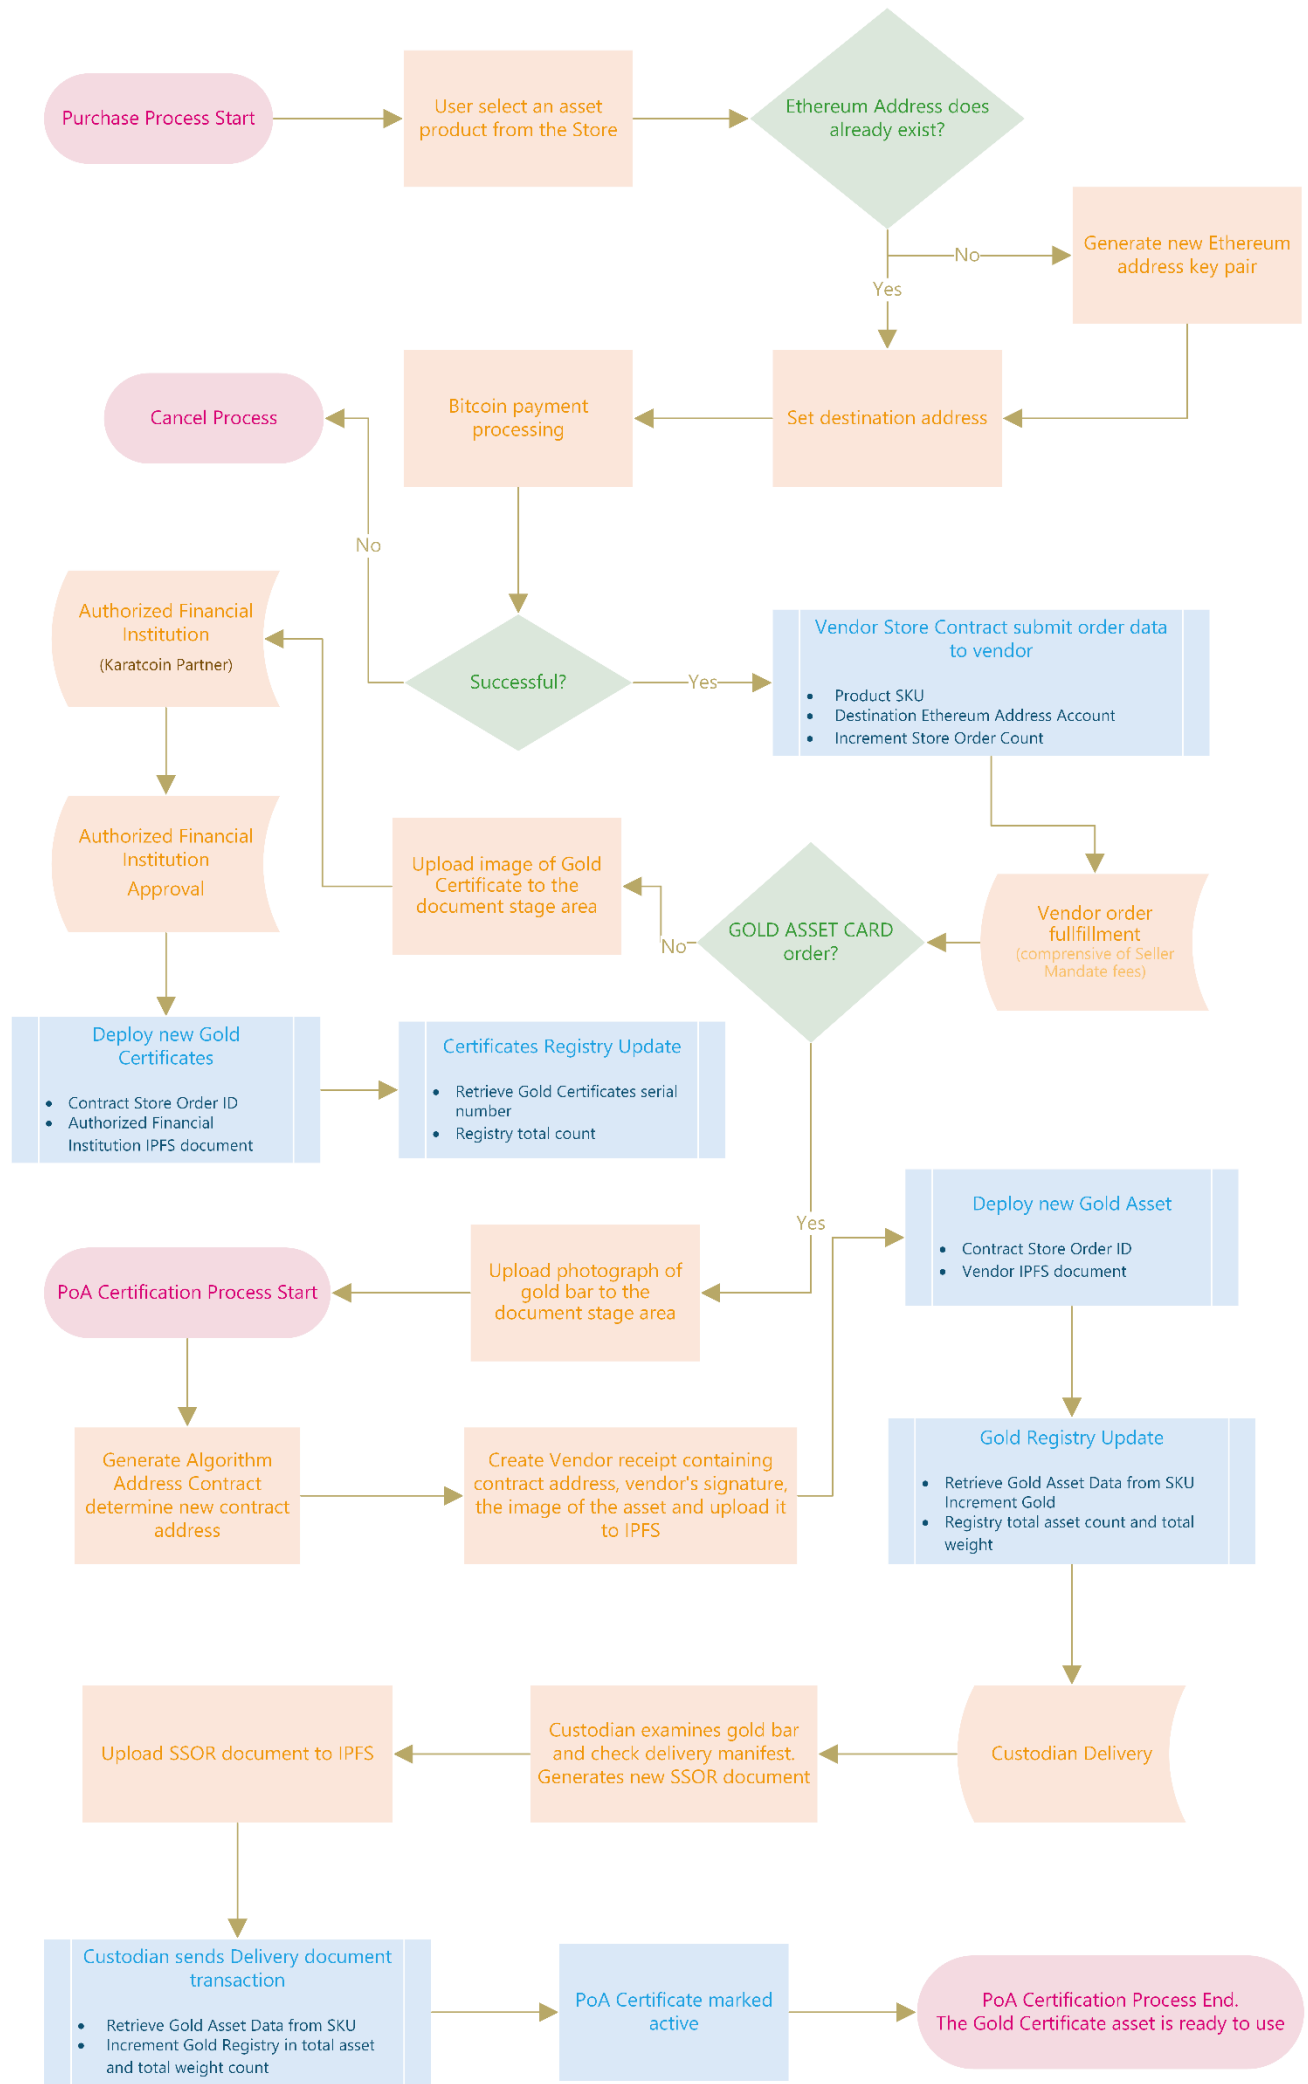 Purchase Process Start
User select an asset
product from the Store
Ethereum Address does
already exist?
No
Yes
Generate new Ethereum
address key pair
Set destination address
Bitcoin payment
processing
Cancel Process
No
Successful?
Yes
Vendor Store Contract submit order data
to vendor
• Product SKU
• Destination Ethereum Address Account
• Increment Store Order Count
Authorized Financial
Institution
(Karatcoin Partner)
Authorized Financial
Institution
Approval
Upload image of Gold
Certificate to the
document stage area
No
GOLD ASSET CARD
order?
Vendor order
fullfillment
(comprensive of Seller
Mandate fees)
Deploy new Gold
Certificates
• Contract Store Order ID
• Authorized Financial
Institution IPFS document
Certificates Registry Update
• Retrieve Gold Certificates serial
number
• Registry total count
Yes
Deploy new Gold Asset
• Contract Store Order ID
• Vendor IPFS document
Upload photograph of
gold bar to the
document stage area
PoA Certification Process Start
Generate Algorithm
Address Contract
determine new contract
address
Create Vendor receipt containing
contract address, vendor's signature,
the image of the asset and upload it
to IPFS
Gold Registry Update
• Retrieve Gold Asset Data from SKU
Increment Gold
• Registry total asset count and total
weight
Custodian Delivery
Custodian examines gold bar
and check delivery manifest.
Generates new SSOR document
Upload SSOR document to IPFS
Custodian sends Delivery document
transaction
• Retrieve Gold Asset Data from SKU
• Increment Gold Registry in total asset
and total weight count
PoA Certificate marked
active
PoA Certification Process End.
The Gold Certificate asset is ready to use